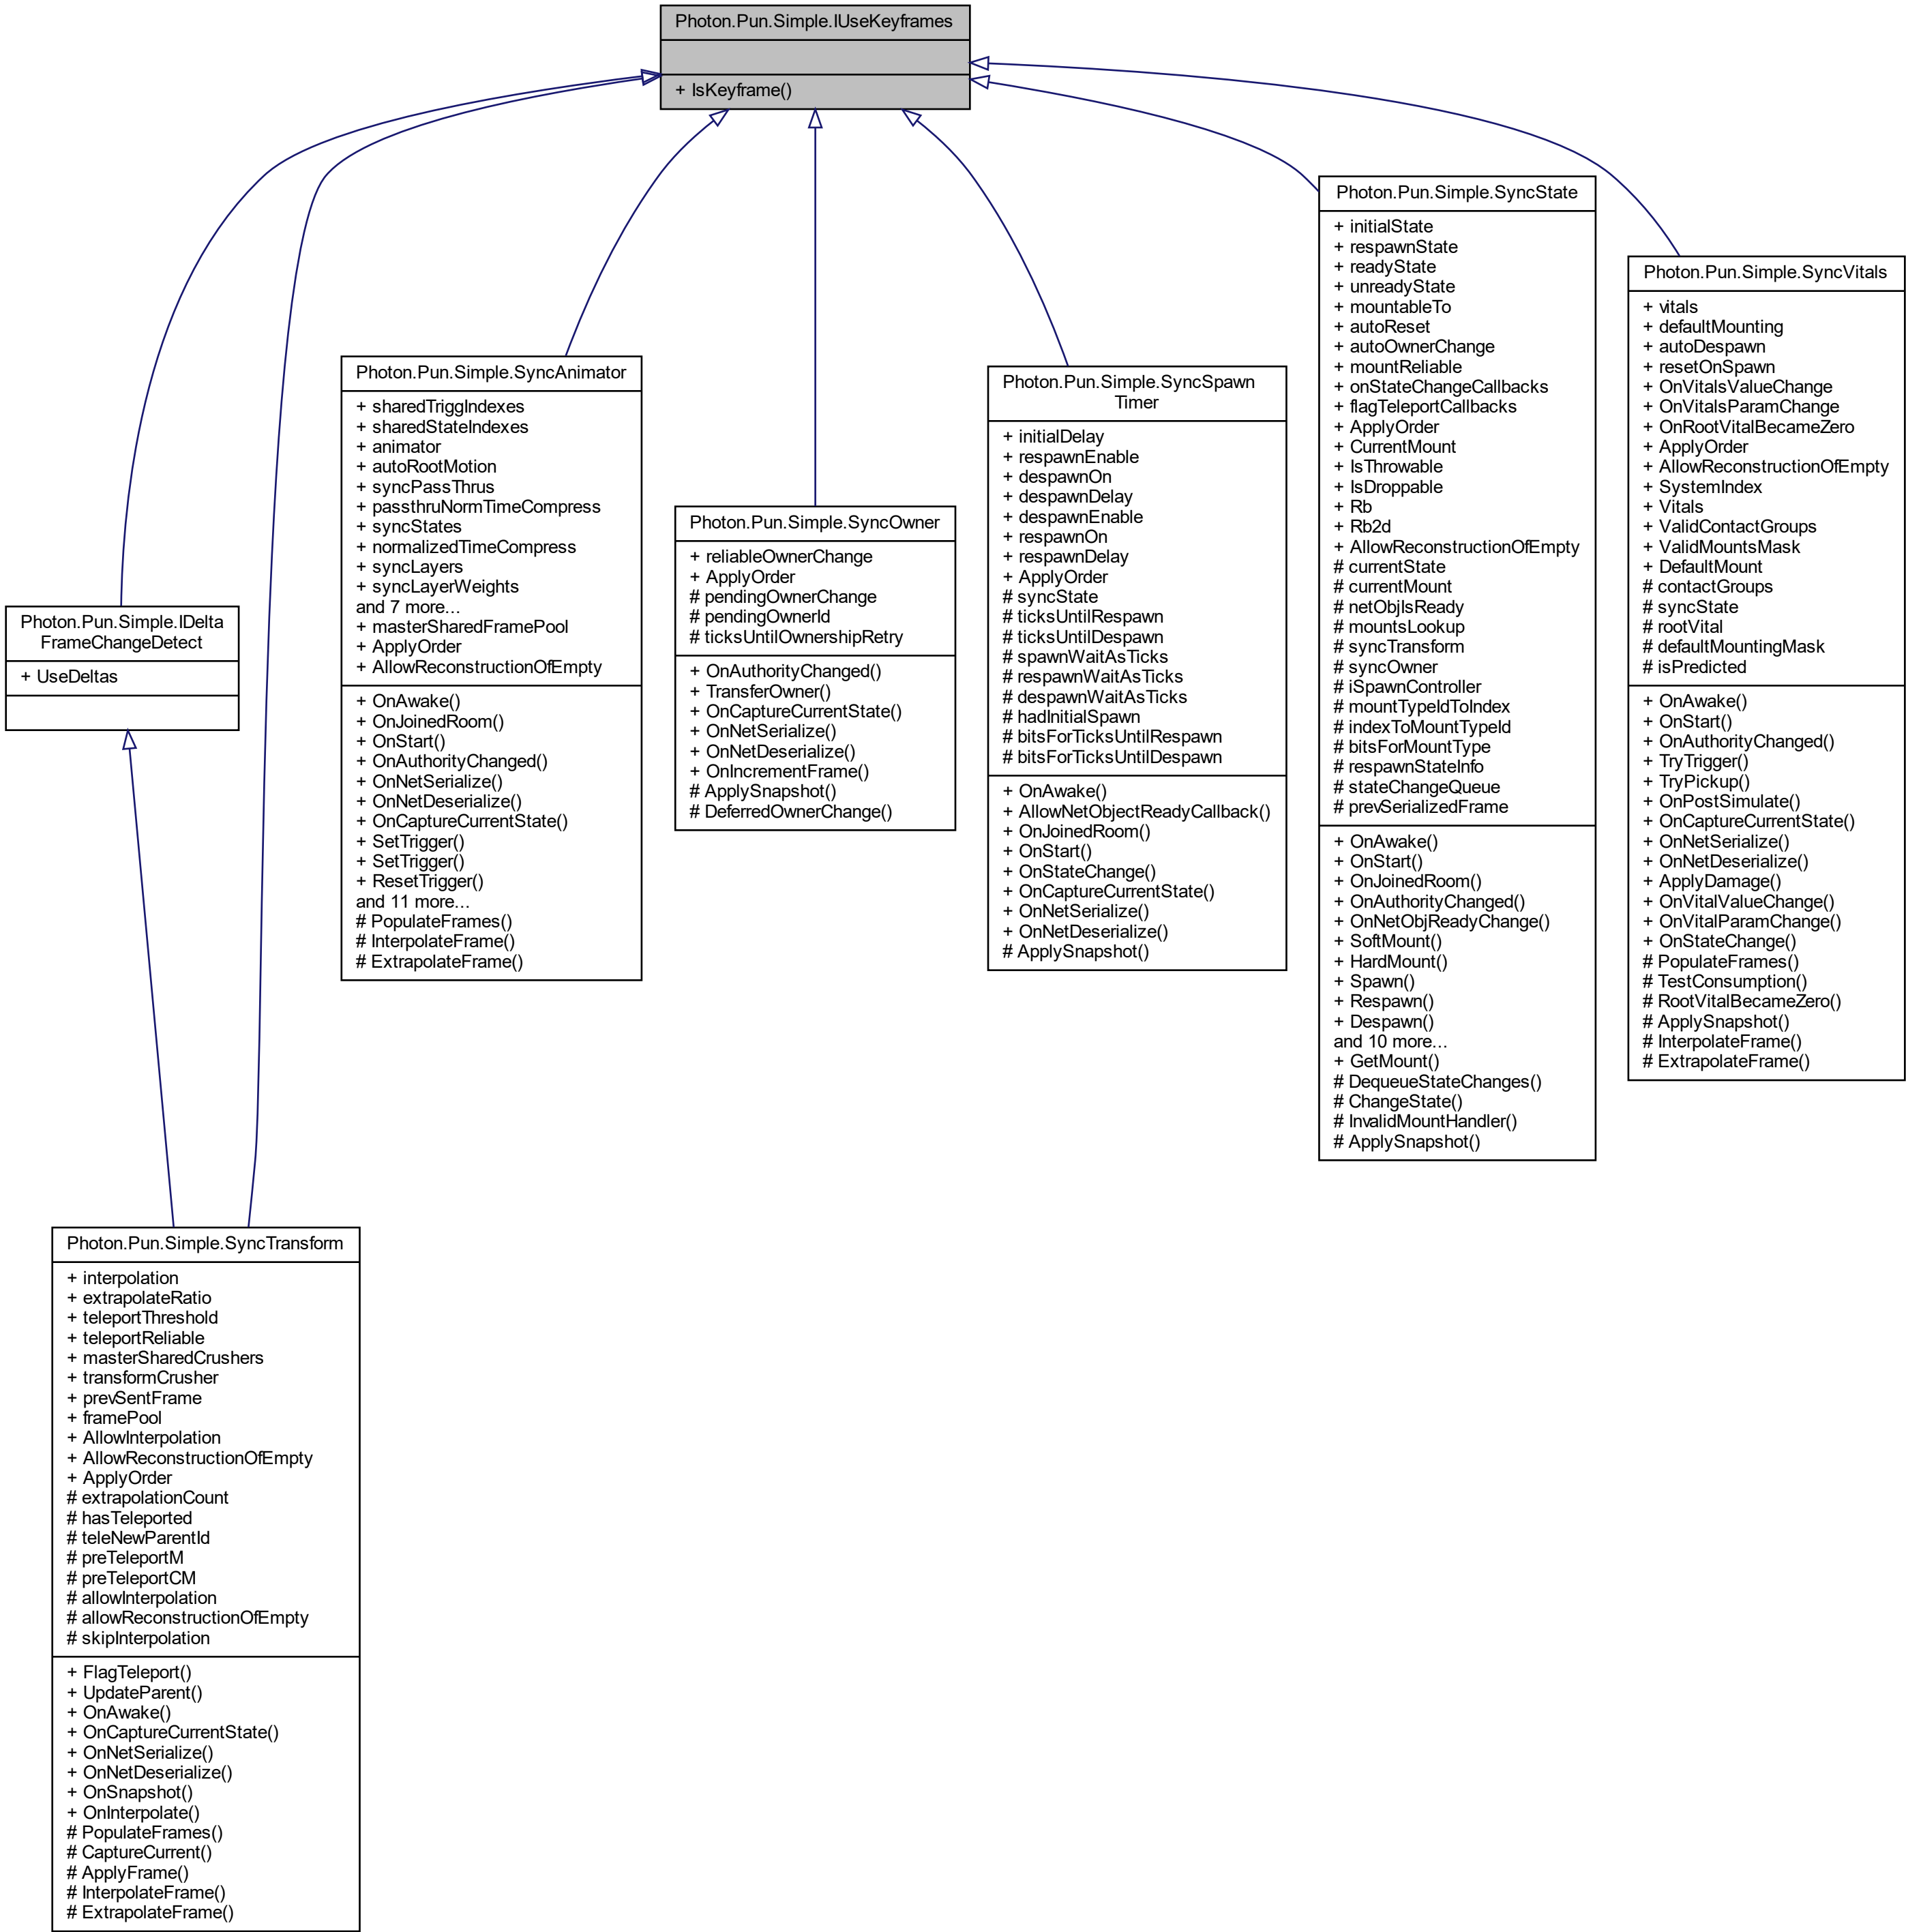 Photon.Pun.Simple.IUseKeyframes
+ IsKeyframe()
Photon.Pun.Simple.IDelta
FrameChangeDetect
+ UseDeltas
Photon.Pun.Simple.SyncTransform
+ interpolation
+ extrapolateRatio
+ teleportThreshold
+ teleportReliable
+ masterSharedCrushers
+ transformCrusher
+ prevSentFrame
+ framePool
+ AllowInterpolation
+ AllowReconstructionOfEmpty
+ ApplyOrder
# extrapolationCount
# hasTeleported
# teleNewParentId
# preTeleportM
# preTeleportCM
# allowInterpolation
# allowReconstructionOfEmpty
# skipInterpolation
+ FlagTeleport()
+ UpdateParent()
+ OnAwake()
+ OnCaptureCurrentState()
+ OnNetSerialize()
+ OnNetDeserialize()
+ OnSnapshot()
+ OnInterpolate()
# PopulateFrames()
# CaptureCurrent()
# ApplyFrame()
# InterpolateFrame()
# ExtrapolateFrame()
Photon.Pun.Simple.SyncAnimator
+ sharedTriggIndexes
+ sharedStateIndexes
+ animator
+ autoRootMotion
+ syncPassThrus
+ passthruNormTimeCompress
+ syncStates
+ normalizedTimeCompress
+ syncLayers
+ syncLayerWeights
and 7 more...
+ masterSharedFramePool
+ ApplyOrder
+ AllowReconstructionOfEmpty
+ OnAwake()
+ OnJoinedRoom()
+ OnStart()
+ OnAuthorityChanged()
+ OnNetSerialize()
+ OnNetDeserialize()
+ OnCaptureCurrentState()
+ SetTrigger()
+ SetTrigger()
+ ResetTrigger()
and 11 more...
# PopulateFrames()
# InterpolateFrame()
# ExtrapolateFrame()
Photon.Pun.Simple.SyncOwner
+ reliableOwnerChange
+ ApplyOrder
# pendingOwnerChange
# pendingOwnerId
# ticksUntilOwnershipRetry
+ OnAuthorityChanged()
+ TransferOwner()
+ OnCaptureCurrentState()
+ OnNetSerialize()
+ OnNetDeserialize()
+ OnIncrementFrame()
# ApplySnapshot()
# DeferredOwnerChange()
Photon.Pun.Simple.SyncSpawn
Timer
+ initialDelay
+ respawnEnable
+ despawnOn
+ despawnDelay
+ despawnEnable
+ respawnOn
+ respawnDelay
+ ApplyOrder
# syncState
# ticksUntilRespawn
# ticksUntilDespawn
# spawnWaitAsTicks
# respawnWaitAsTicks
# despawnWaitAsTicks
# hadInitialSpawn
# bitsForTicksUntilRespawn
# bitsForTicksUntilDespawn
+ OnAwake()
+ AllowNetObjectReadyCallback()
+ OnJoinedRoom()
+ OnStart()
+ OnStateChange()
+ OnCaptureCurrentState()
+ OnNetSerialize()
+ OnNetDeserialize()
# ApplySnapshot()
Photon.Pun.Simple.SyncState
+ initialState
+ respawnState
+ readyState
+ unreadyState
+ mountableTo
+ autoReset
+ autoOwnerChange
+ mountReliable
+ onStateChangeCallbacks
+ flagTeleportCallbacks
+ ApplyOrder
+ CurrentMount
+ IsThrowable
+ IsDroppable
+ Rb
+ Rb2d
+ AllowReconstructionOfEmpty
# currentState
# currentMount
# netObjIsReady
# mountsLookup
# syncTransform
# syncOwner
# iSpawnController
# mountTypeIdToIndex
# indexToMountTypeId
# bitsForMountType
# respawnStateInfo
# stateChangeQueue
# prevSerializedFrame
+ OnAwake()
+ OnStart()
+ OnJoinedRoom()
+ OnAuthorityChanged()
+ OnNetObjReadyChange()
+ SoftMount()
+ HardMount()
+ Spawn()
+ Respawn()
+ Despawn()
and 10 more...
+ GetMount()
# DequeueStateChanges()
# ChangeState()
# InvalidMountHandler()
# ApplySnapshot()
Photon.Pun.Simple.SyncVitals
+ vitals
+ defaultMounting
+ autoDespawn
+ resetOnSpawn
+ OnVitalsValueChange
+ OnVitalsParamChange
+ OnRootVitalBecameZero
+ ApplyOrder
+ AllowReconstructionOfEmpty
+ SystemIndex
+ Vitals
+ ValidContactGroups
+ ValidMountsMask
+ DefaultMount
# contactGroups
# syncState
# rootVital
# defaultMountingMask
# isPredicted
+ OnAwake()
+ OnStart()
+ OnAuthorityChanged()
+ TryTrigger()
+ TryPickup()
+ OnPostSimulate()
+ OnCaptureCurrentState()
+ OnNetSerialize()
+ OnNetDeserialize()
+ ApplyDamage()
+ OnVitalValueChange()
+ OnVitalParamChange()
+ OnStateChange()
# PopulateFrames()
# TestConsumption()
# RootVitalBecameZero()
# ApplySnapshot()
# InterpolateFrame()
# ExtrapolateFrame()